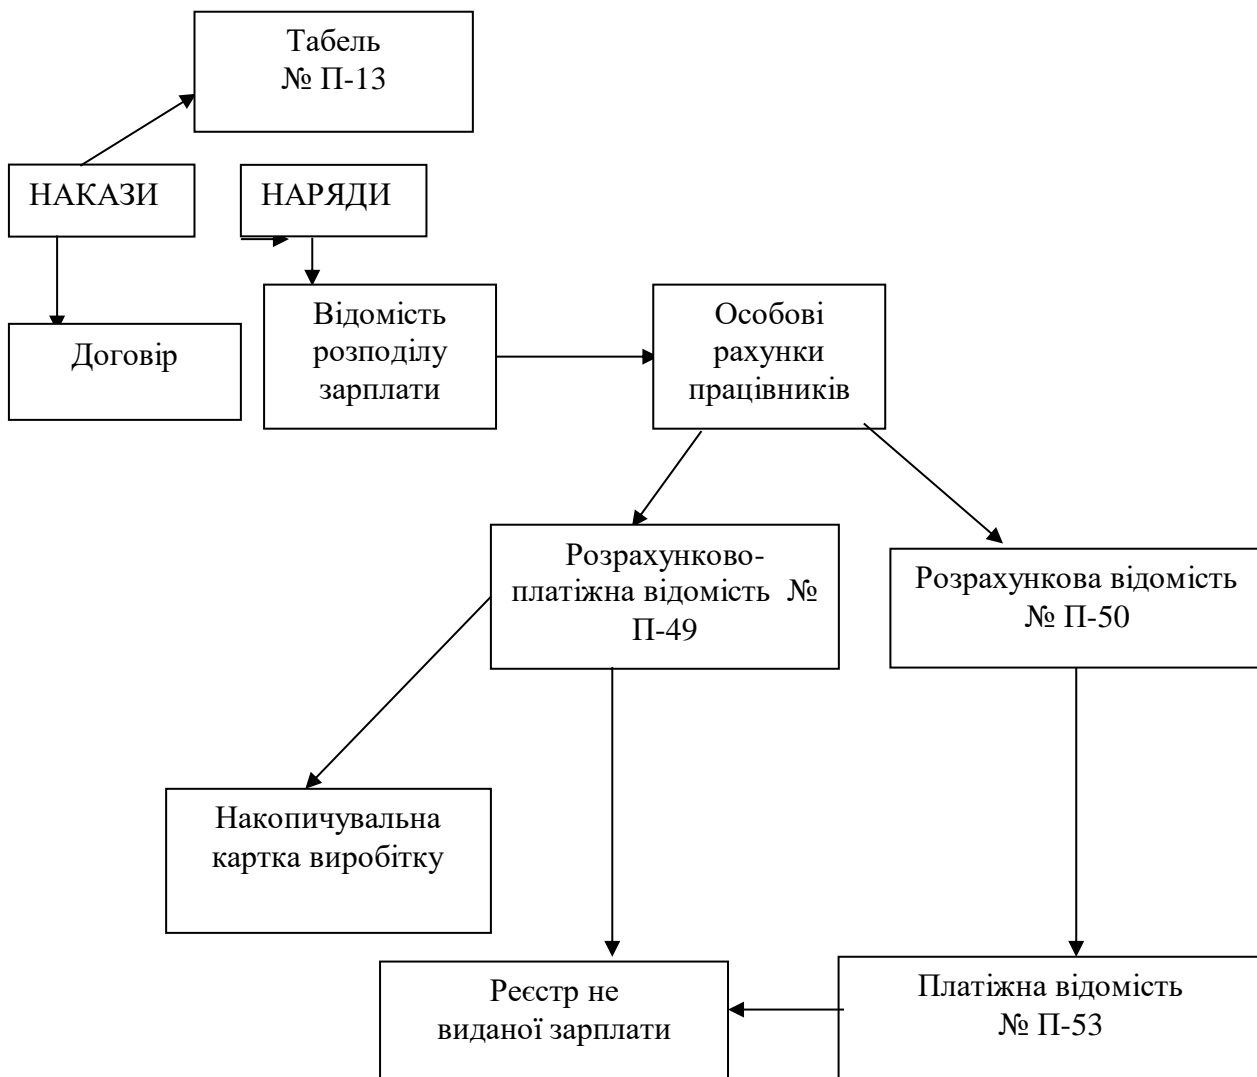 Табель
№ П-13
НАКАЗИ
НАРЯДИ
Договір
Відомість
розподілу
зарплати
Особові
рахунки
працівників
Розрахунково-
платіжна відомість №
П-49
Розрахункова відомість
№ П-50
Накопичувальна
картка виробітку
Реєстр не
виданої зарплати
Платіжна відомість
№ П-53